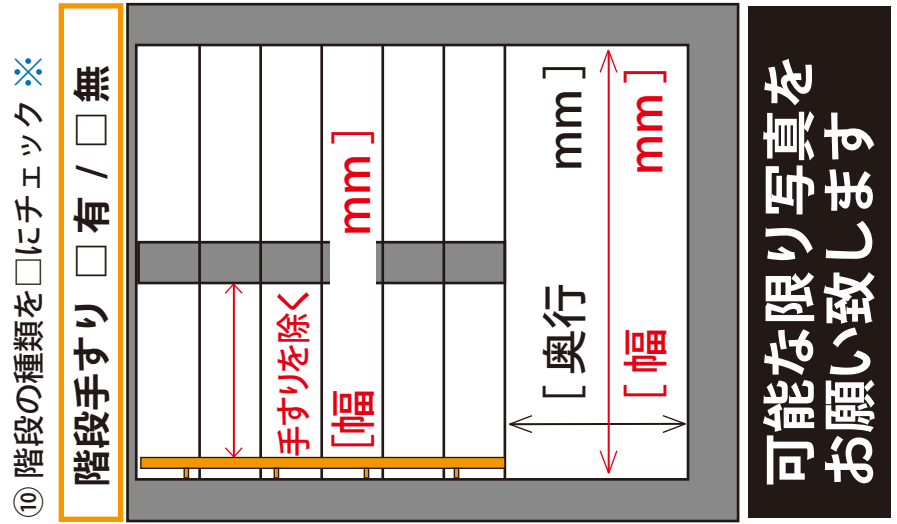 ⑩ 階段の種類を□にチェック ※
階段手すり □ 有 / □ 無
手すりを除く
[幅 mm ]
[ 奥行 mm ]
[ 幅 mm ]
可能な限り写真を
お願い致します